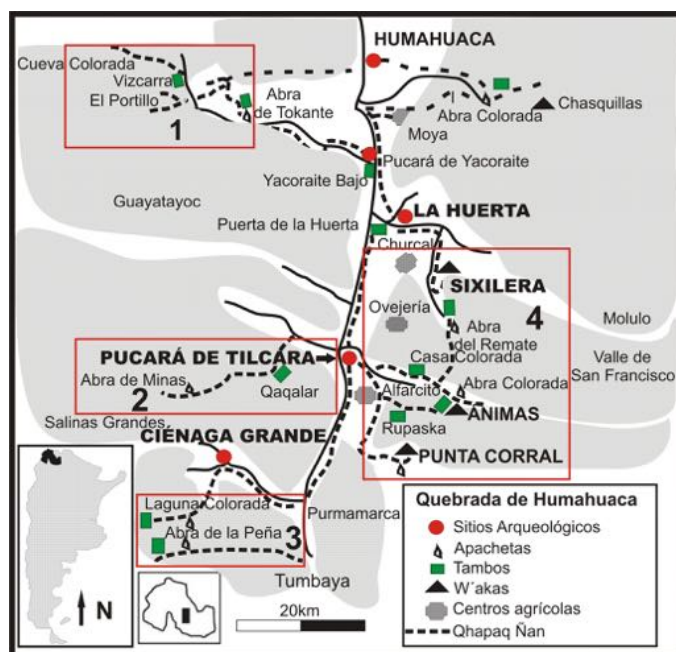 HUMAHUACA
Cueva Colorada
Vizcarra
El Portillo
1
Abra
de Tokante
Abra Colorada
Chasquillas
Moya
Pucará de Yacoraite
Yacoraite Bajo
Guayatayoc
Puerta de la Huerta
LA HUERTA
Churcal
SIXILERA
4
Ovejería
Abra
del Remate
Molulo
Valle de
San Francisco
PUCARÁ DE TILCARA
Casa Colorada
Abra de Minas
Qaqalar
2
Alfarcito
Abra Colorada
ANIMAS
Rupaska
Salinas Grandes
CIÉNAGA GRANDE
PUNTA CORRAL
Laguna Colorada
Abra de la Peña
3
Purmamarca
Tumbaya
N
20km
Quebrada de Humahuaca
Sitios Arqueológicos
Apachetas
Tambos
W´akas
Centros agrícolas
Qhapaq Ñan